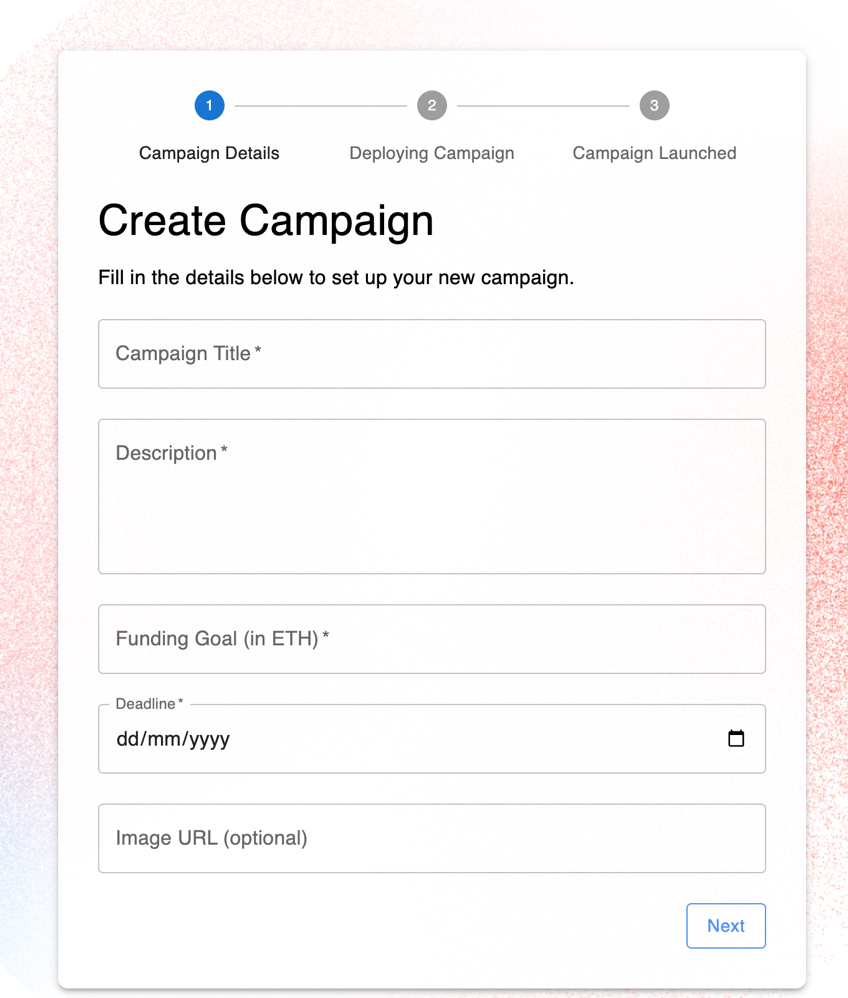 1 2 3
Campaign Details Deploying Campaign Campaign Launched
Create Campaign
Fill in the details below to set up your new campaign.
Campaign Title *
Description *
Funding Goal (in ETH) *
Deadline *
dd/mm/yyyy
Image URL (optional)
Next